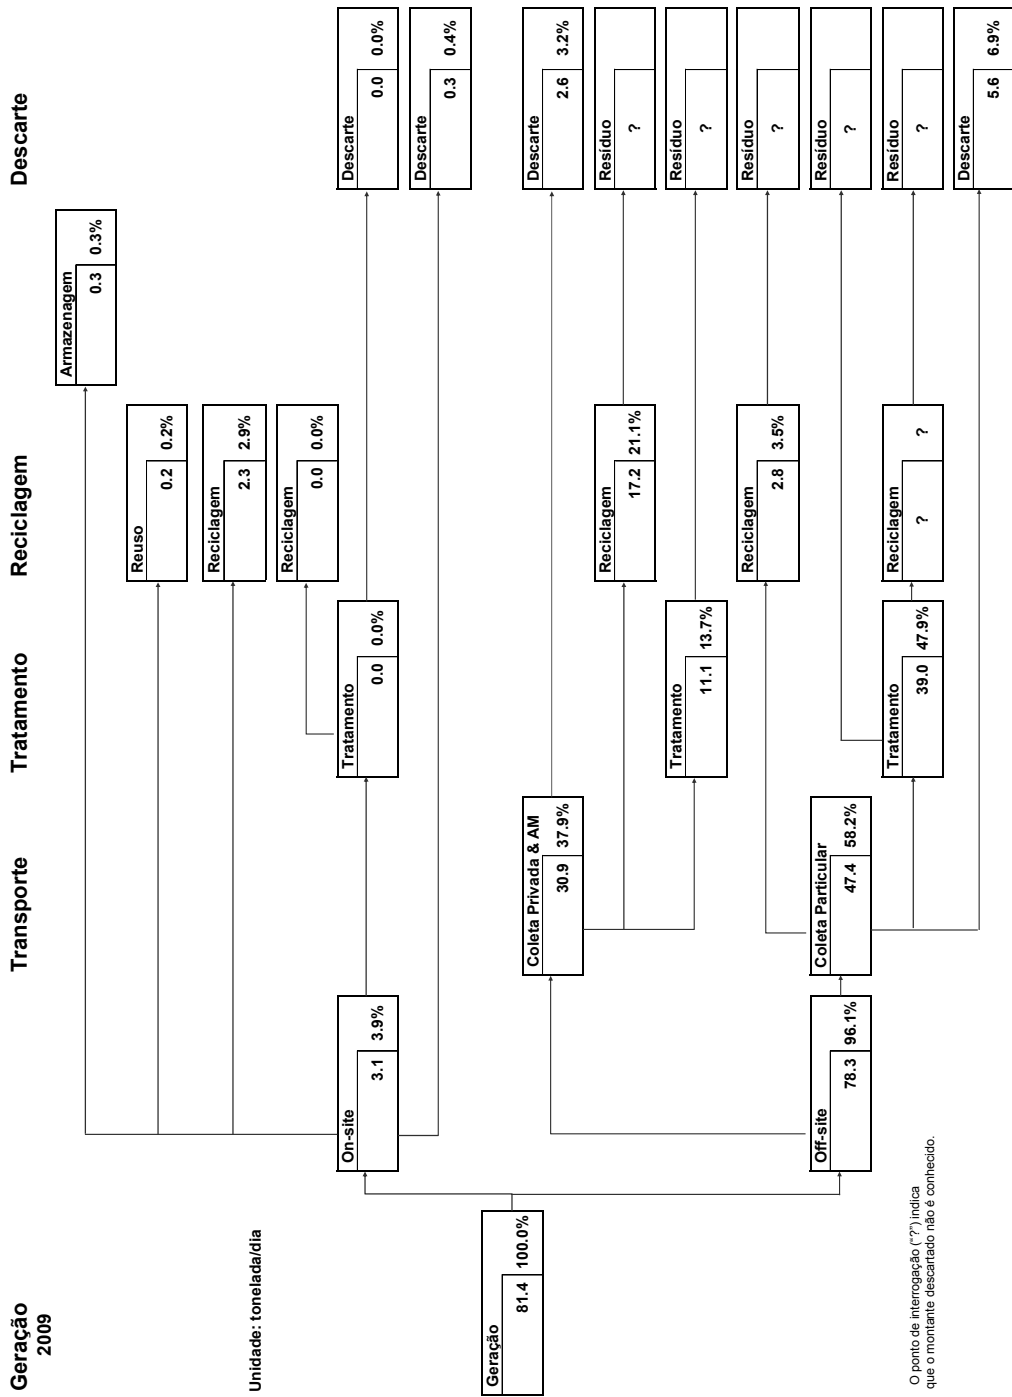 Geração
2009
Transporte
Tratamento
Reciclagem
Descarte
Unidade: tonelada/dia
Geração
81.4 100.0%
On-site
3.1 3.9%
Off-site
78.3 96.1%
Coleta Privada & AM
30.9 37.9%
Coleta Particular
47.4 58.2%
Tratamento
0.0 0.0%
Tratamento
11.1 13.7%
Tratamento
39.0 47.9%
Reuso
0.2 0.2%
Reciclagem
2.3 2.9%
Reciclagem
0.0 0.0%
Reciclagem
17.2 21.1%
Reciclagem
2.8 3.5%
Reciclagem
? ?
Armazenagem
0.3 0.3%
Descarte
0.0 0.0%
Descarte
0.3 0.4%
Descarte
2.6 3.2%
Resíduo
?
Resíduo
?
Resíduo
?
Resíduo
?
Resíduo
?
Descarte
5.6 6.9%
O ponto de interrogação ("?") indica
que o montante descartado não é conhecido.